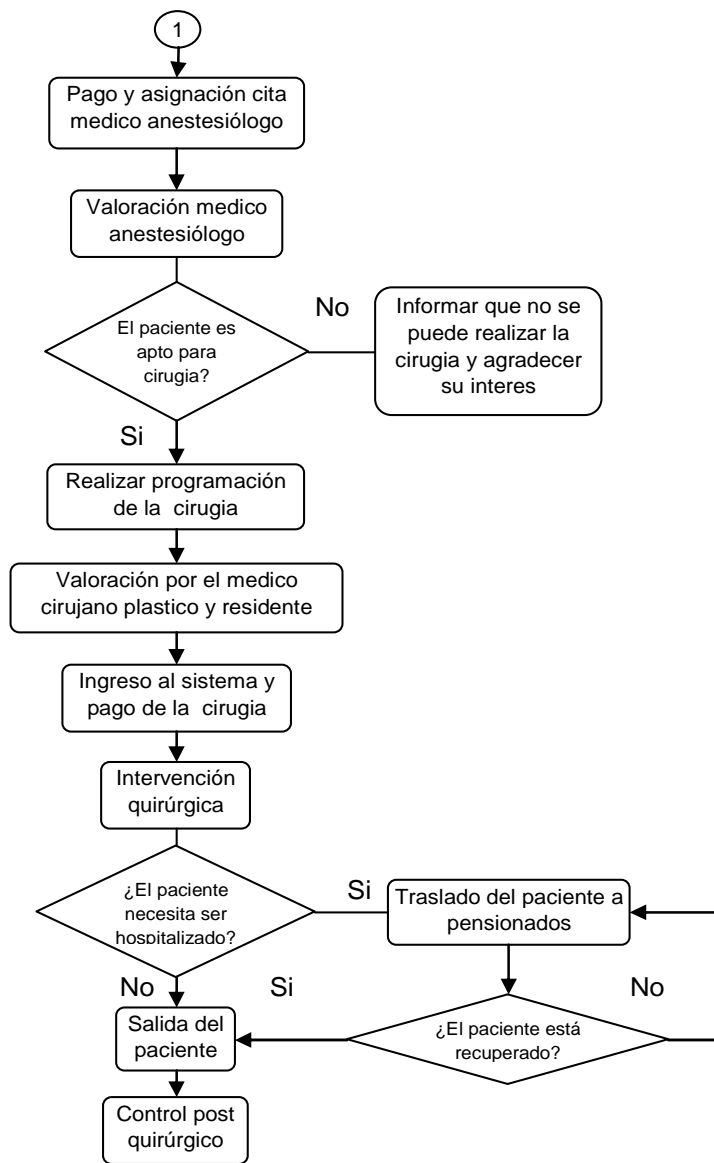 1
Pago y asignación cita
medico anestesiólogo
Valoración medico
anestesiólogo
El paciente es
apto para
cirugia?
No
Informar que no se
puede realizar la
cirugia y agradecer
su interes
Si
Realizar programación
de la cirugia
Valoración por el medico
cirujano plastico y residente
Ingreso al sistema y
pago de la cirugia
Intervención
quirúrgica
¿El paciente
necesita ser
hospitalizado?
Si
Traslado del paciente a
pensionados
No
Si
No
¿El paciente está
recuperado?
Salida del
paciente
Control post
quirúrgico